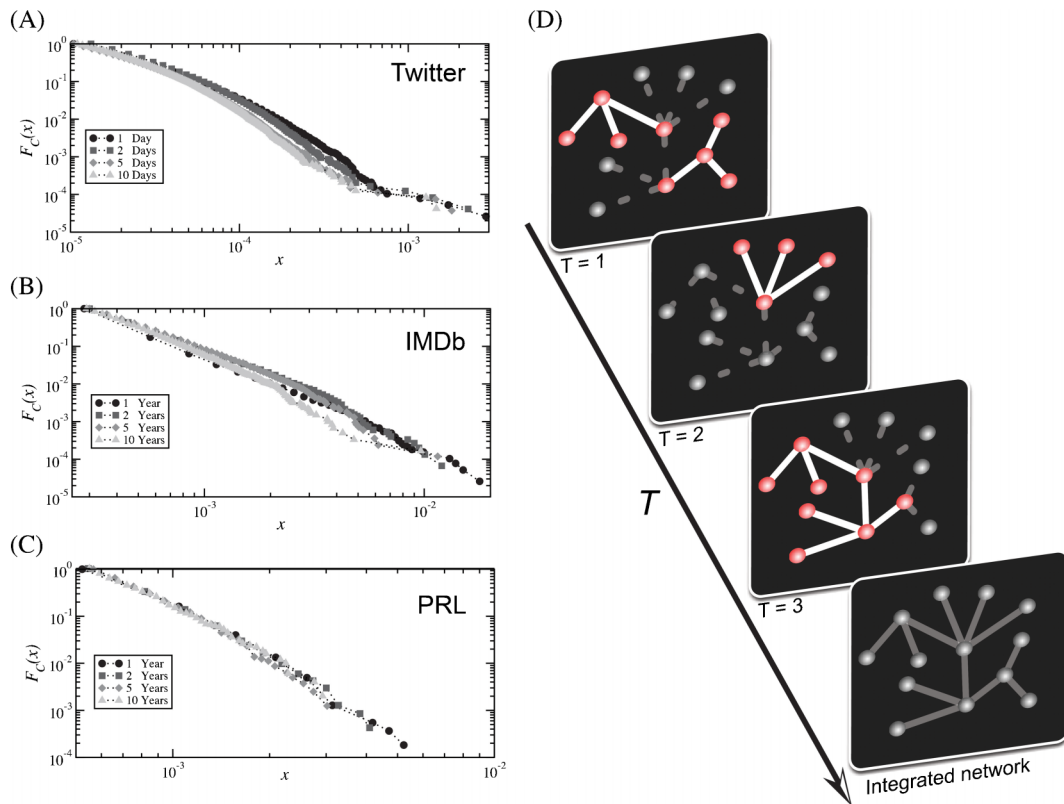 (A)
10^0
10^-1
10^-2
10^-3
10^-4
10^-5
F_C(x)
Twitter
1 Day
2 Days
5 Days
10 Days
10^-5
10^-4
10^-3
x
(B)
10^0
10^-1
10^-2
10^-3
10^-4
10^-5
F_C(x)
IMDb
1 Year
2 Years
5 Years
10 Years
10^-3
10^-2
x
(C)
10^0
10^-1
10^-2
10^-3
10^-4
F_C(x)
PRL
1 Year
2 Years
5 Years
10 Years
10^-3
10^-2
x
(D)
T = 1
T = 2
T = 3
T
Integrated network